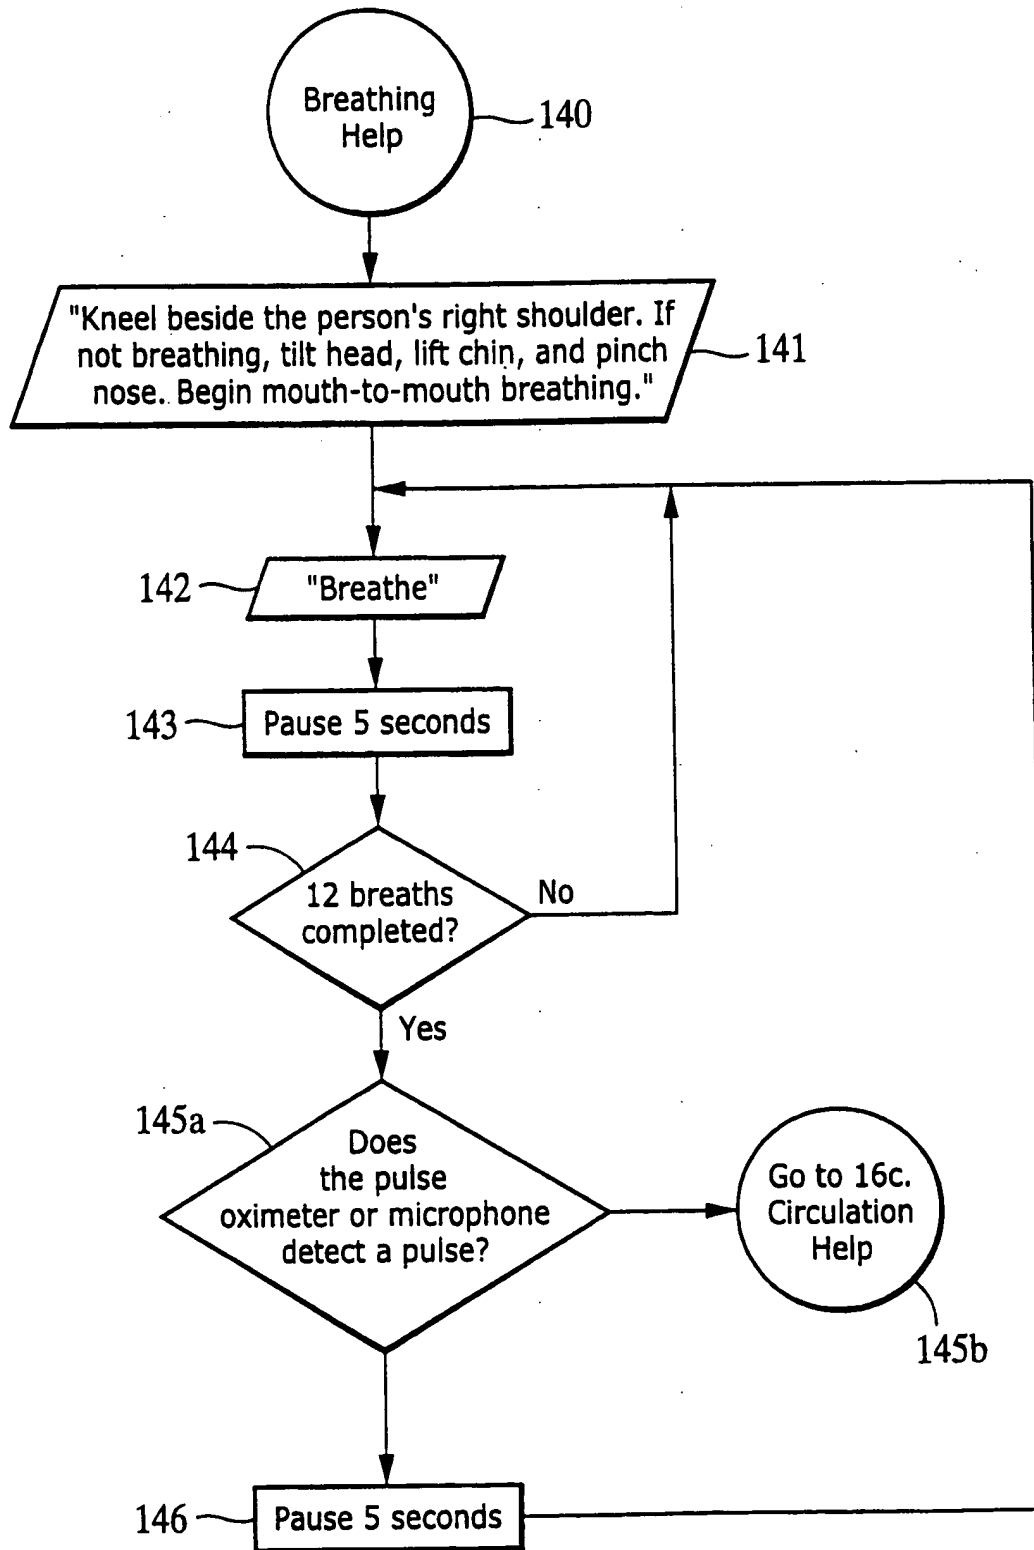 Breathing
Help
140
"Kneel beside the person's right shoulder. If
not breathing, tilt head, lift chin, and pinch
nose. Begin mouth-to-mouth breathing."
141
142
"Breathe"
143
Pause 5 seconds
144
12 breaths
completed?
No
Yes
145a
Does
the pulse
oximeter or microphone
detect a pulse?
Go to 16c.
Circulation
Help
145b
146
Pause 5 seconds